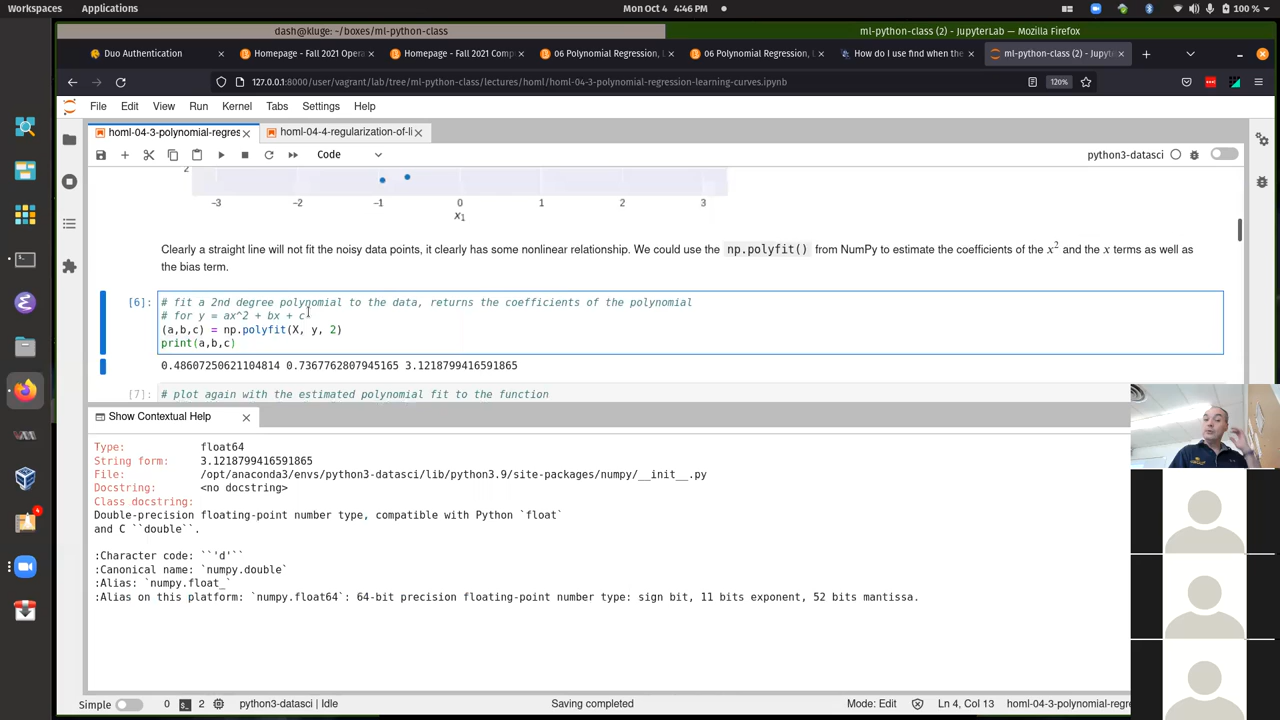 Workspaces Applications Mon Oct 4 4:46 PM 100 %
dash@kluge: ~/boxes/ml-python-class
ml-python-class (2) - JupyterLab — Mozilla Firefox
Duo Authentication
Homepage - Fall 2021 Opera
Homepage - Fall 2021 Comp
06 Polynomial Regression, L
06 Polynomial Regression, L
How do I use find when the
ml-python-class (2) - Jupyt
127.0.0.1:8000/user/vagrant/lab/tree/ml-python-class/lectures/homl/homl-04-3-polynomial-regression-learning-curves.ipynb
120%
File Edit View Run Kernel Tabs Settings Help
homl-04-3-polynomial-regres
homl-04-4-regularization-of-li
Code
python3-datasci
2
-3 -2 -1 0 1 2 3
x1
Clearly a straight line will not fit the noisy data points, it clearly has some nonlinear relationship. We could use the np.polyfit() from NumPy to estimate the coefficients of the x² and the x terms as well as
the bias term.
[6]: # fit a 2nd degree polynomial to the data, returns the coefficients of the polynomial
# for y = ax^2 + bx + c
(a,b,c) = np.polyfit(X, y, 2)
print(a,b,c)
0.48607250621104814 0.7367762807945165 3.1218799416591865
[7]: # plot again with the estimated polynomial fit to the function
Show Contextual Help
Type: float64
String form: 3.1218799416591865
File: /opt/anaconda3/envs/python3-datasci/lib/python3.9/site-packages/numpy/__init__.py
Docstring: <no docstring>
Class docstring:
Double-precision floating-point number type, compatible with Python `float`
and C ``double``.
:Character code: ``'d'``
:Canonical name: `numpy.double`
:Alias: `numpy.float_`
:Alias on this platform: `numpy.float64`: 64-bit precision floating-point number type: sign bit, 11 bits exponent, 52 bits mantissa.
Simple 0 2 python3-datasci | Idle Saving completed Mode: Edit Ln 4, Col 13 homl-04-3-polynomial-regre